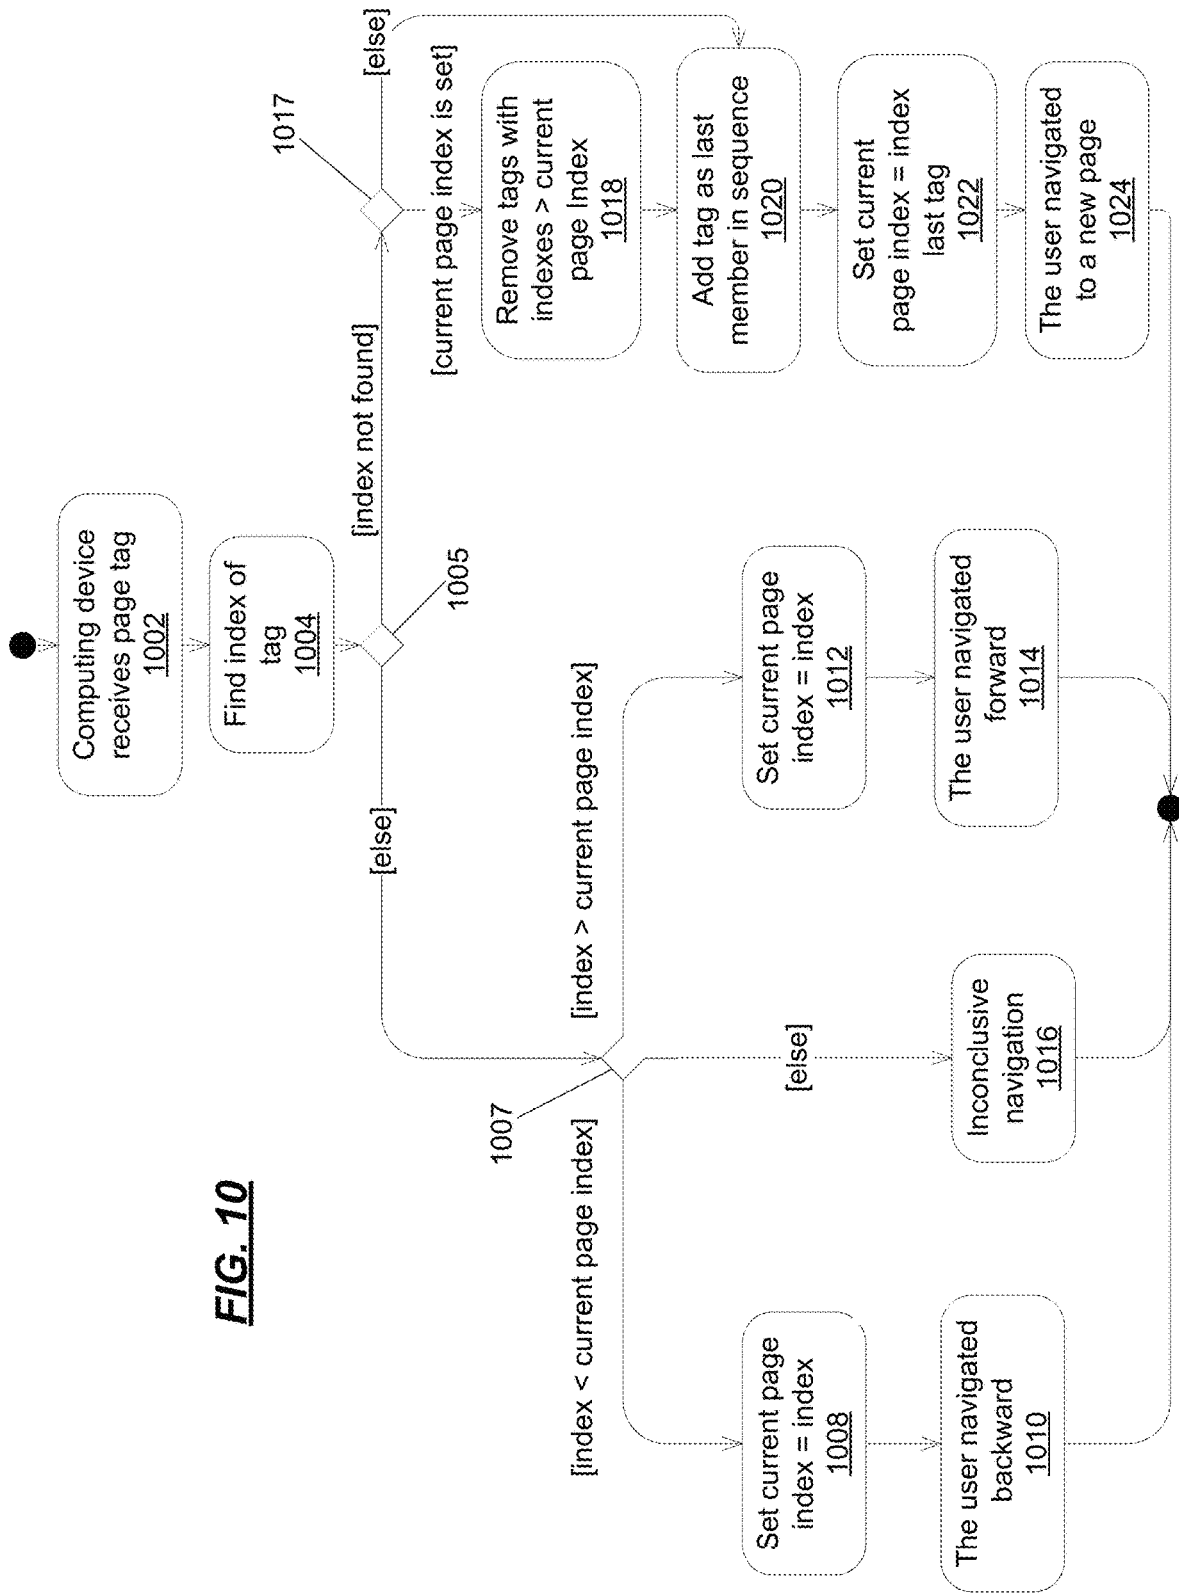 Computing device
receives page tag
1002
Find index of
tag
1004
1005
[index not found]
[else]
1017
[else]
[current page index is set]
Remove tags with
indexes > current
page Index
1018
Add tag as last
member in sequence
1020
Set current
page index = index
last tag
1022
The user navigated
to a new page
1024
1007
[index < current page index]
[index > current page index]
[else]
Set current page
index = index
1008
The user navigated
backward
1010
Inconclusive
navigation
1016
Set current page
index = index
1012
The user navigated
forward
1014
FIG. 10